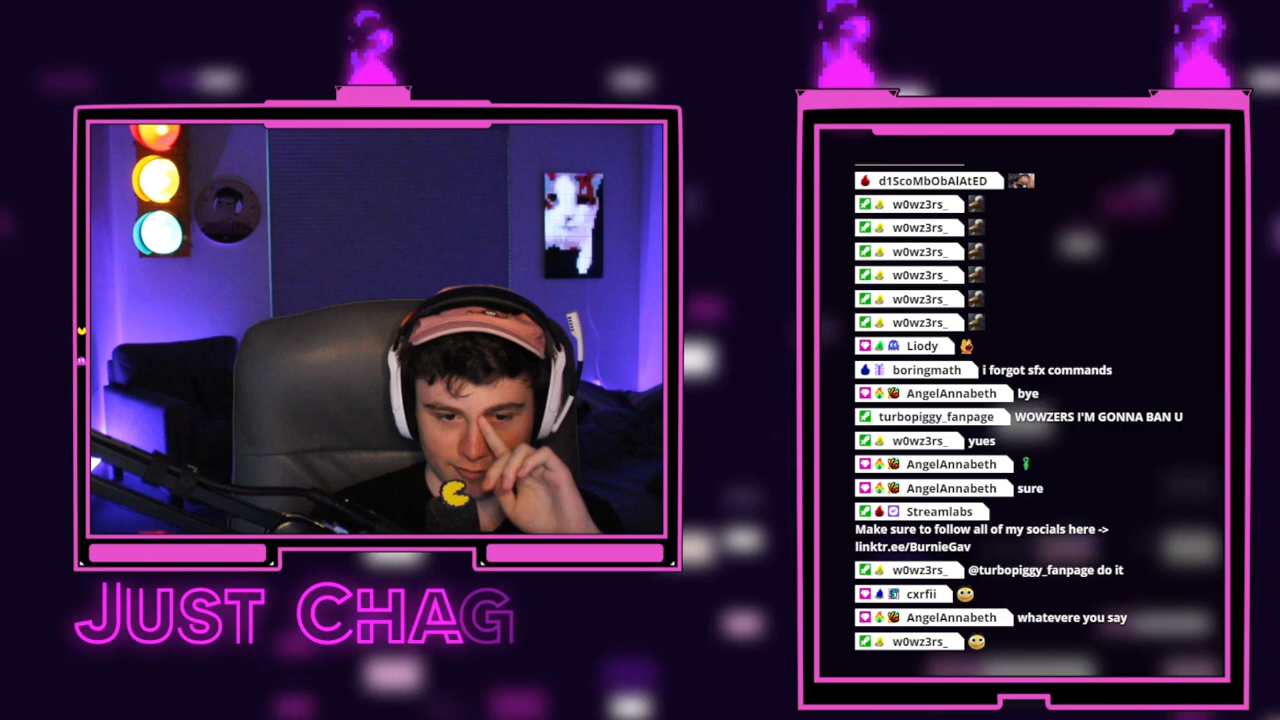 d1ScoMbObAlAtED
w0wz3rs_
w0wz3rs_
w0wz3rs_
w0wz3rs_
w0wz3rs_
w0wz3rs_
Liody
boringmath i forgot sfx commands
AngelAnnabeth bye
turbopiggy_fanpage WOWZERS I'M GONNA BAN U
w0wz3rs_ yues
AngelAnnabeth
AngelAnnabeth sure
Streamlabs
Make sure to follow all of my socials here ->
linktr.ee/BurnieGav
w0wz3rs_ @turbopiggy_fanpage do it
cxrfii
AngelAnnabeth whatevere you say
w0wz3rs_
JUST CHAG